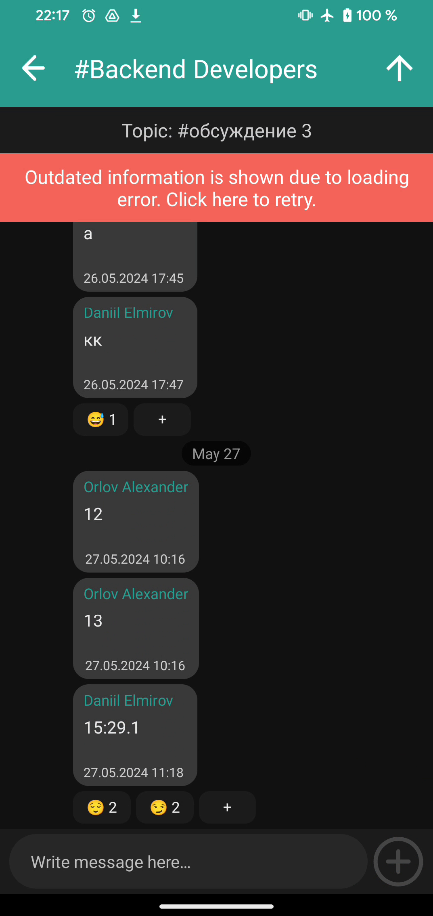 22:17 100 %
#Backend Developers
Topic: #обсуждение 3
Outdated information is shown due to loading
error. Click here to retry.
a
26.05.2024 17:45
Daniil Elmirov
кк
26.05.2024 17:47
😅 1 +
May 27
Orlov Alexander
12
27.05.2024 10:16
Orlov Alexander
13
27.05.2024 10:16
Daniil Elmirov
15:29.1
27.05.2024 11:18
😌 2 😏 2 +
Write message here…